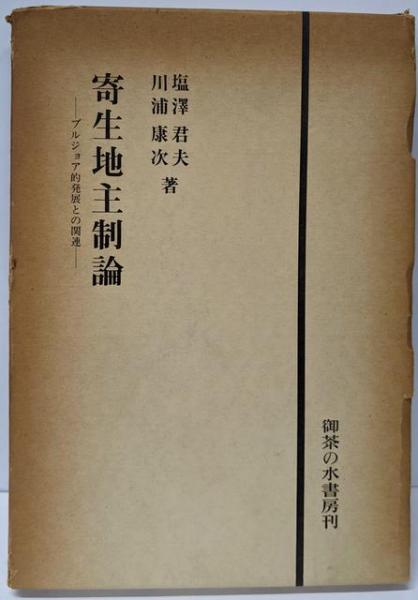 塩澤君夫
川浦康次 著
寄生地主制論
──ブルジョア的発展との関連──
御茶の水書房刊